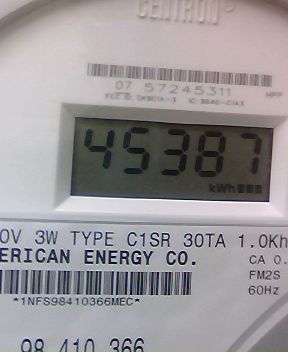 CENTRON
07 57245311
45387
kWh
0V 3W TYPE C1SR 30TA 1.0Kh
ERICAN ENERGY CO.
CA 0.
FM2S
60Hz
*1NFS98410366MEC*
98 410 366